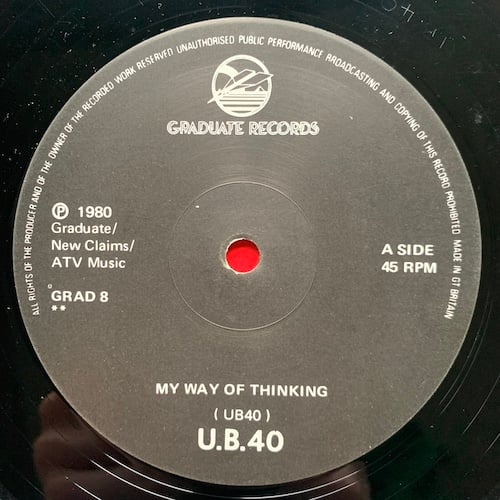 ALL RIGHTS OF THE PRODUCER AND OF THE OWNER OF THE RECORDED WORK RESERVED UNAUTHORISED PUBLIC PERFORMANCE BROADCASTING AND COPYING OF THIS RECORD PROHIBITED MADE IN GT BRITAIN
GRADUATE RECORDS
℗ 1980
Graduate/
New Claims/
ATV Music
GRAD 8
**
A SIDE
45 RPM
MY WAY OF THINKING
( UB40 )
U.B.40